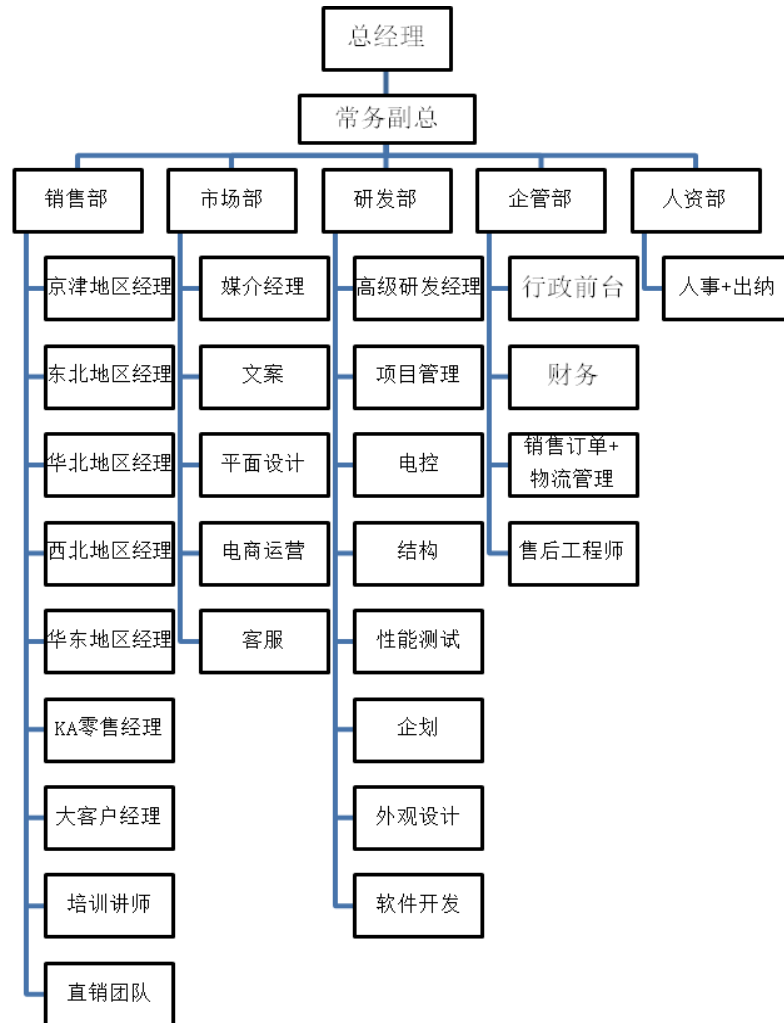 总经理
常务副总
销售部
市场部
研发部
企管部
人资部
京津地区经理
媒介经理
高级研发经理
行政前台
人事+出纳
东北地区经理
文案
项目管理
财务
华北地区经理
平面设计
电控
销售订单+
物流管理
西北地区经理
电商运营
结构
售后工程师
华东地区经理
客服
性能测试
KA零售经理
企划
大客户经理
外观设计
培训讲师
软件开发
直销团队